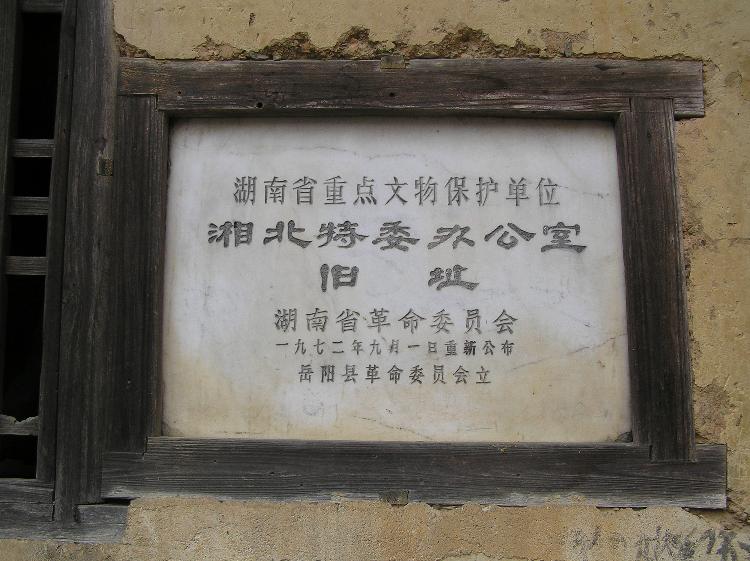 湖南省重点文物保护单位
湘北特委办公室
旧址
湖南省革命委员会
一九七二年九月一日重新公布
岳阳县革命委员会立